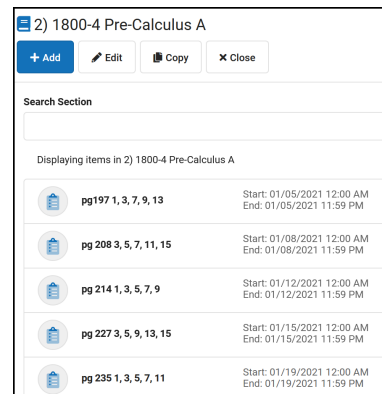 2) 1800-4 Pre-Calculus A
+ Add Edit Copy × Close
Search Section
Displaying items in 2) 1800-4 Pre-Calculus A
pg197 1, 3, 7, 9, 13
Start: 01/05/2021 12:00 AM
End: 01/05/2021 11:59 PM
pg 208 3, 5, 7, 11, 15
Start: 01/08/2021 12:00 AM
End: 01/08/2021 11:59 PM
pg 214 1, 3, 5, 7, 9
Start: 01/12/2021 12:00 AM
End: 01/12/2021 11:59 PM
pg 227 3, 5, 9, 13, 15
Start: 01/15/2021 12:00 AM
End: 01/15/2021 11:59 PM
pg 235 1, 3, 5, 7, 11
Start: 01/19/2021 12:00 AM
End: 01/19/2021 11:59 PM